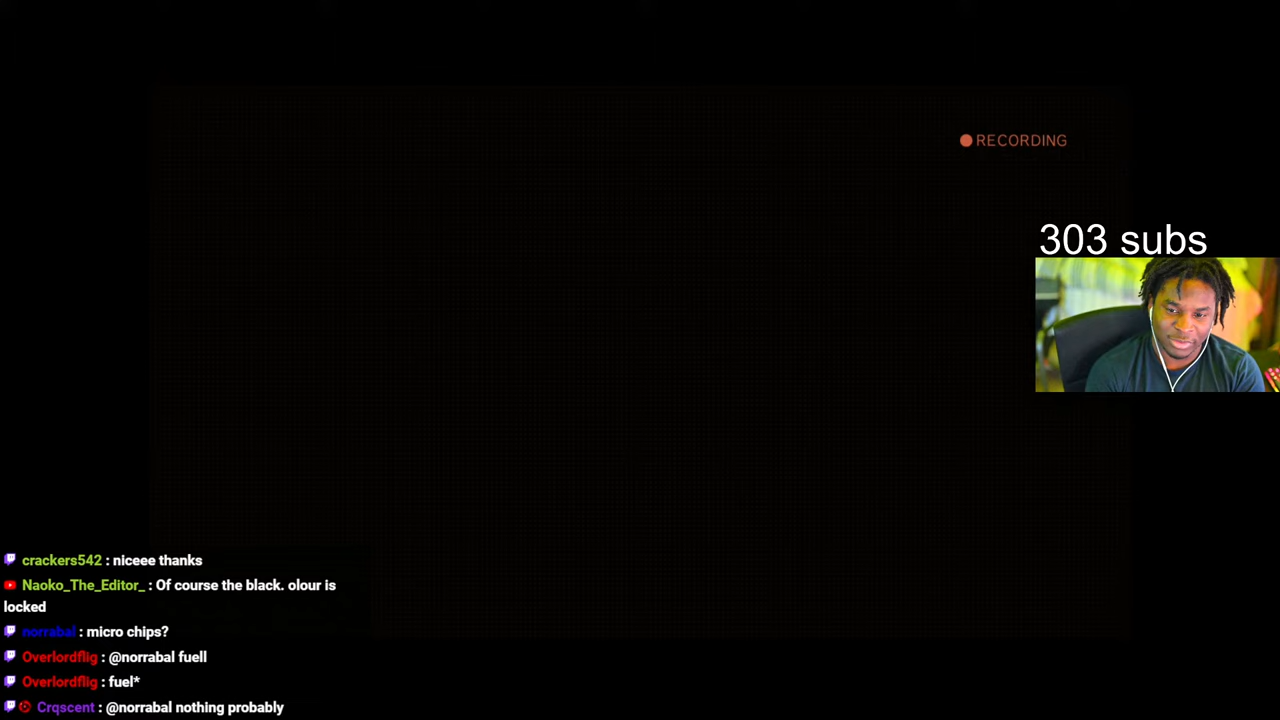 RECORDING
303 subs
crackers542 : niceee thanks
Naoko_The_Editor_ : Of course the black. olour is
locked
norrabal : micro chips?
Overlordflig : @norrabal fuell
Overlordflig : fuel*
Crqscent : @norrabal nothing probably